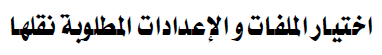 اختيار الملفات و الإعدادات المطلوبة نقلها